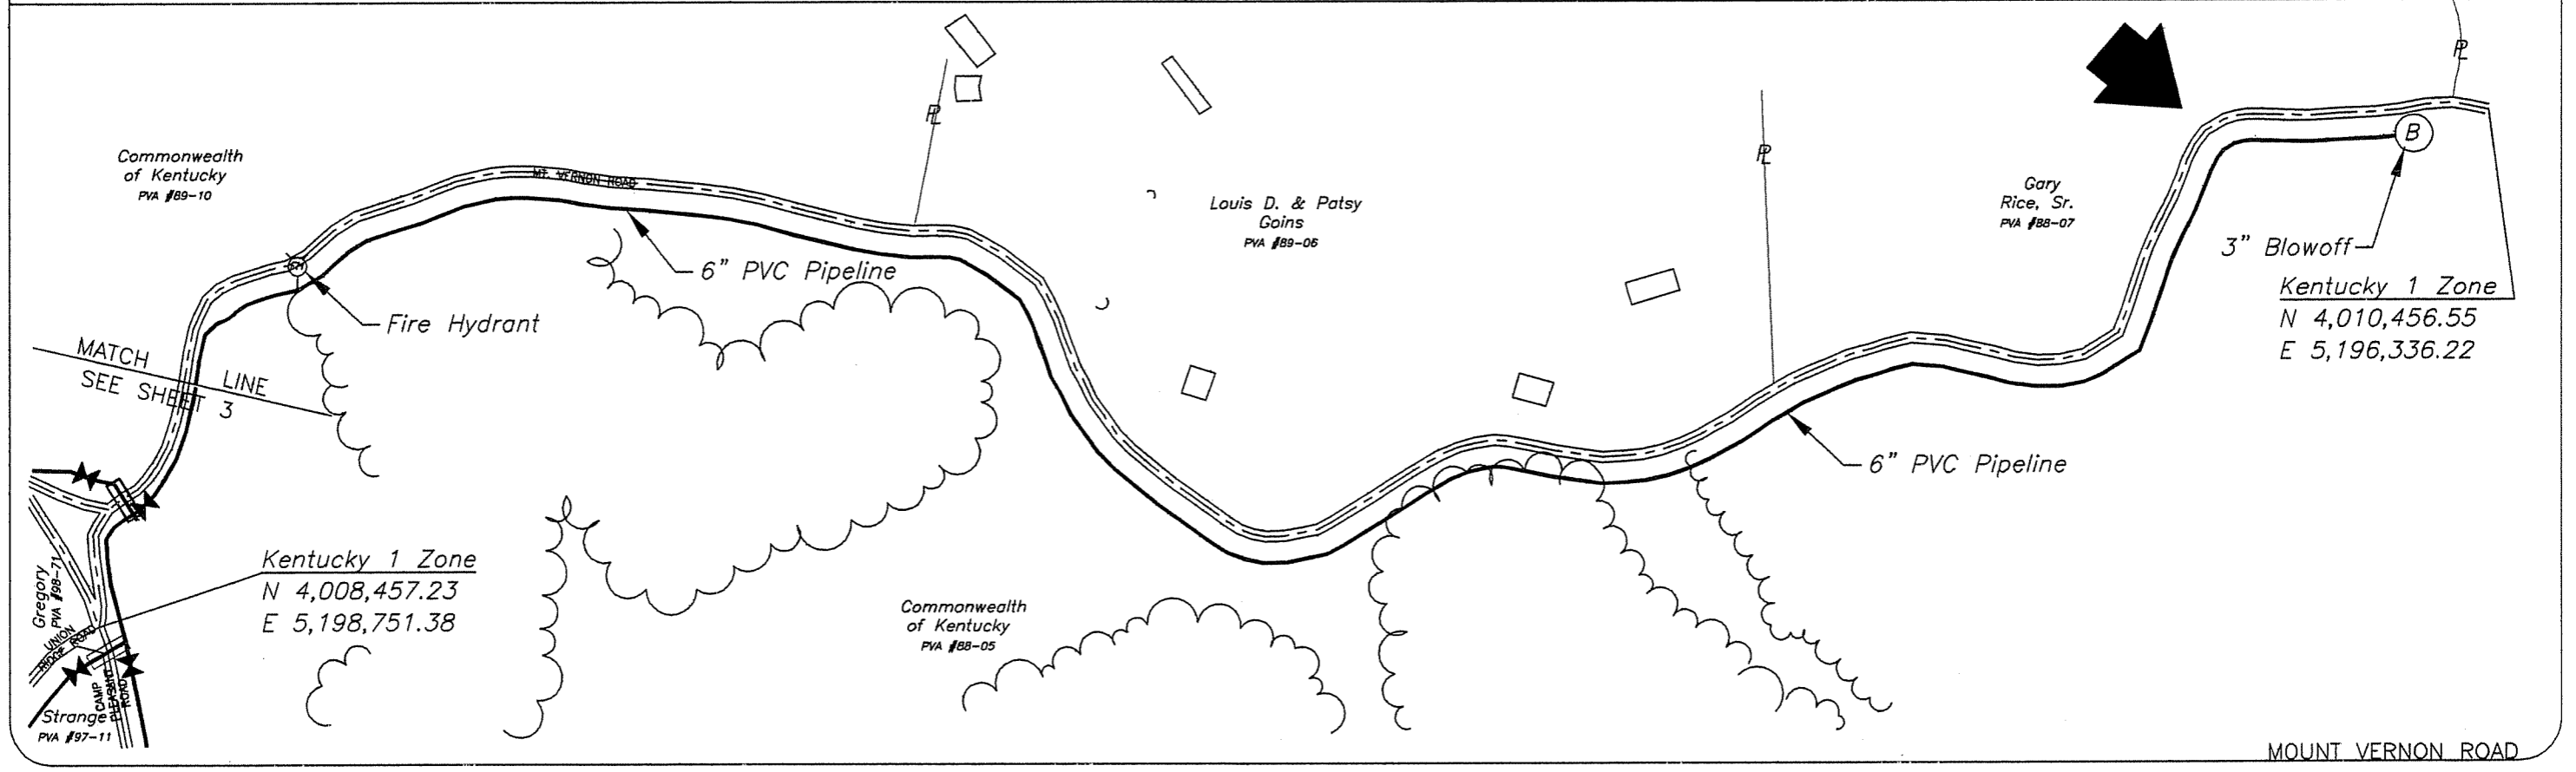 Commonwealth
of Kentucky
PVA #89-10
MT. VERNON ROAD
6" PVC Pipeline
Fire Hydrant
MATCH LINE
SEE SHEET 3
Louis D. & Patsy
Goins
PVA #89-06
Gary
Rice, Sr.
PVA #88-07
B
3" Blowoff
Kentucky 1 Zone
N 4,010,456.55
E 5,196,336.22
6" PVC Pipeline
Kentucky 1 Zone
N 4,008,457.23
E 5,198,751.38
Gregory
PVA #98-71
UNION
RIDGE ROAD
CAMP
PLEASANT
ROAD
Strange
PVA #97-11
Commonwealth
of Kentucky
PVA #88-05
PL
PL
PL
MOUNT VERNON ROAD